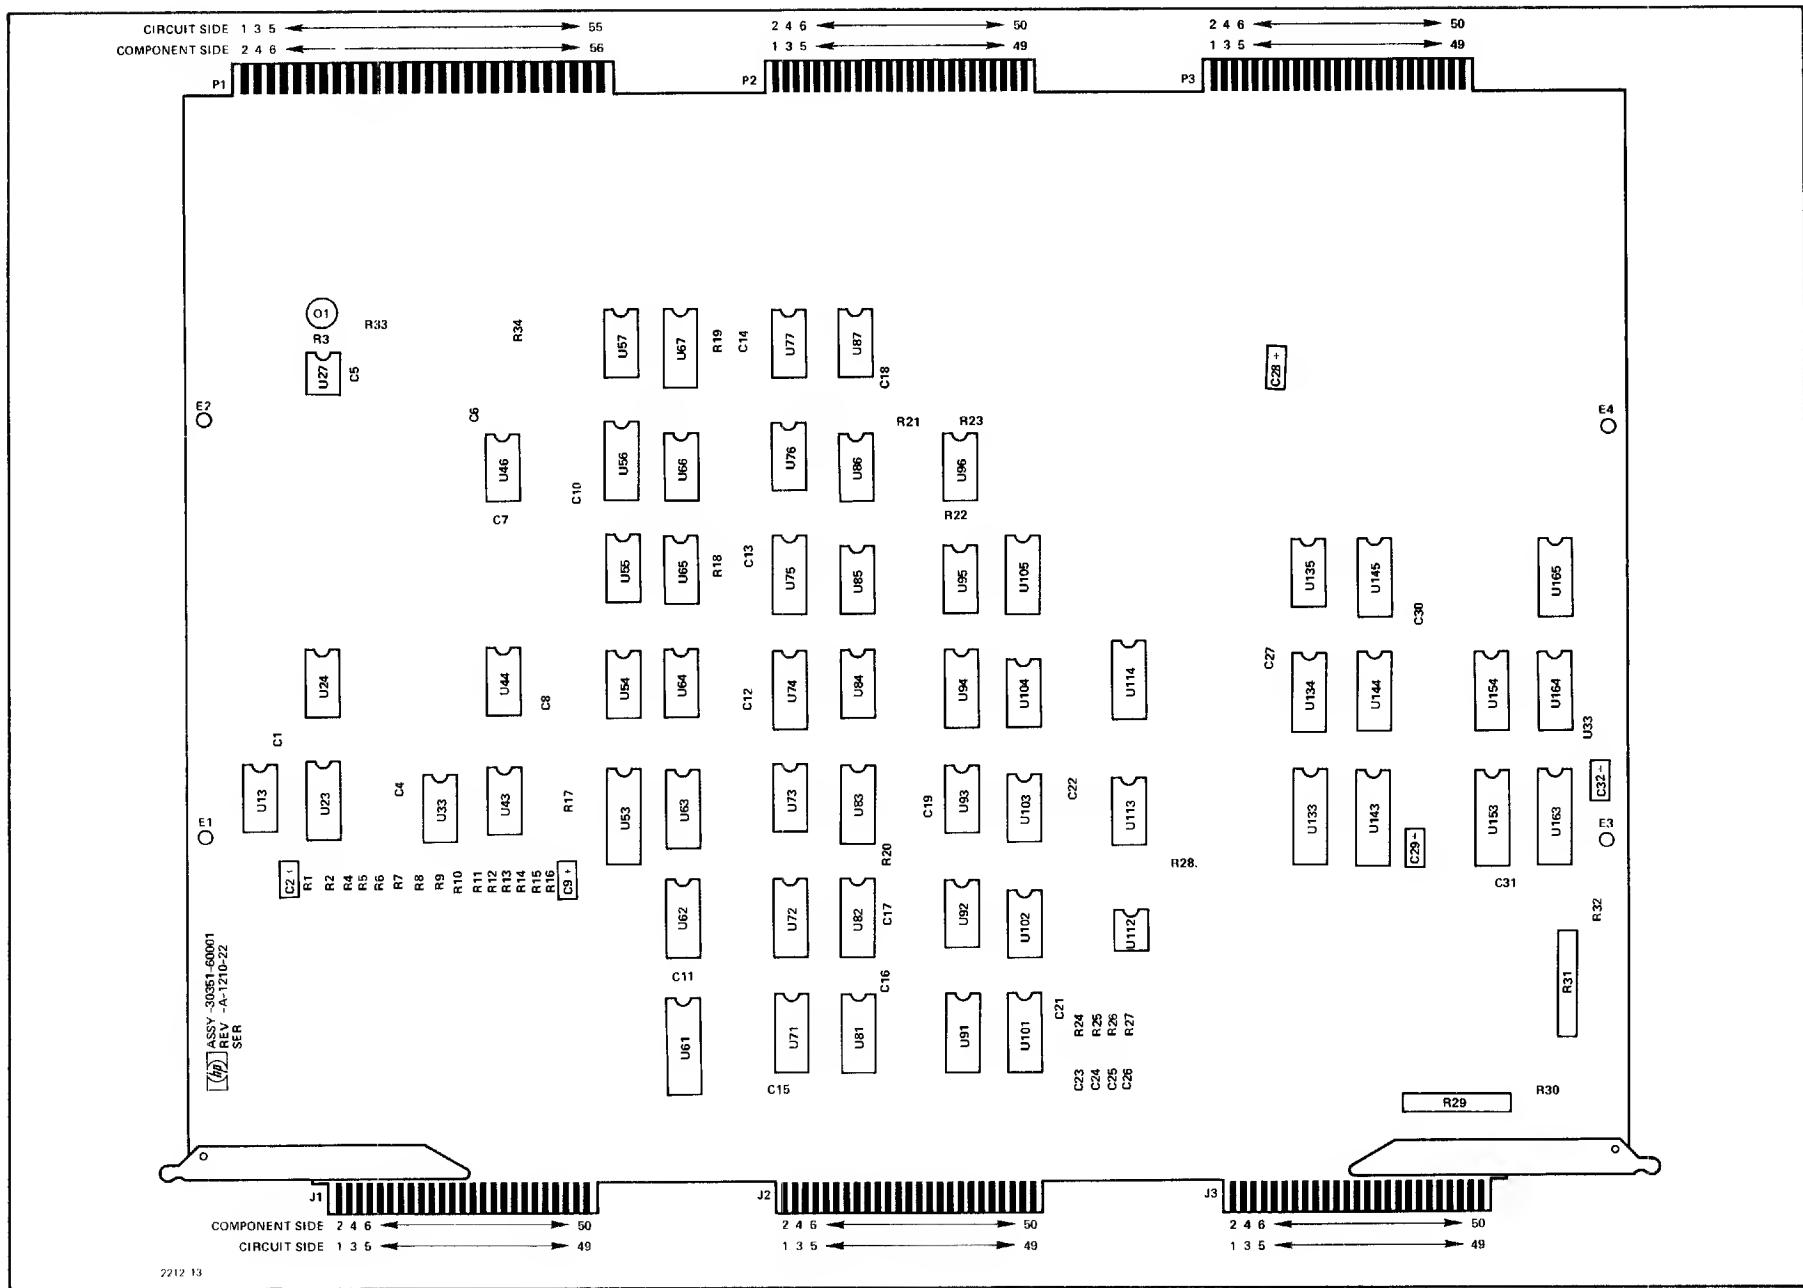 CIRCUIT SIDE 1 3 5 55
COMPONENT SIDE 2 4 6 56
P1
2 4 6 50
1 3 5 49
P2
2 4 6 50
1 3 5 49
P3
O1
R33
R3
U27
C5
R34
U57
U67
R19
C14
U77
U87
C18
C28 +
E2
C6
U46
C7
C10
U56
U66
U76
U86
R21
R23
U96
R22
E4
U55
U65
R18
C13
U75
U85
U95
U105
U135
U145
C30
U165
U24
U44
C8
U54
U64
C12
U74
U84
U94
U104
U114
C27
U134
U144
U154
U164
U33
C1
U13
U23
C4
U33
U43
R17
U53
U63
U73
U83
R20
C19
U93
U103
C22
U113
R28.
U133
U143
C29 -
U153
U163
C32 -
E3
E1
C2
R1
R2
R4
R5
R6
R7
R8
R9
R10
R11
R12
R13
R14
R15
R16
C9 +
C31
R32
U62
C11
U72
U82
C17
C16
U92
U102
U112
R31
hp
ASSY -30351-60001
REV -A-1210-22
SER
U61
U71
U81
C15
U91
U101
C21
R24
R25
R26
R27
C23
C24
C25
C26
R29
R30
J1
COMPONENT SIDE 2 4 6 50
CIRCUIT SIDE 1 3 5 49
J2
2 4 6 50
1 3 5 49
J3
2 4 6 50
1 3 5 49
2212 13